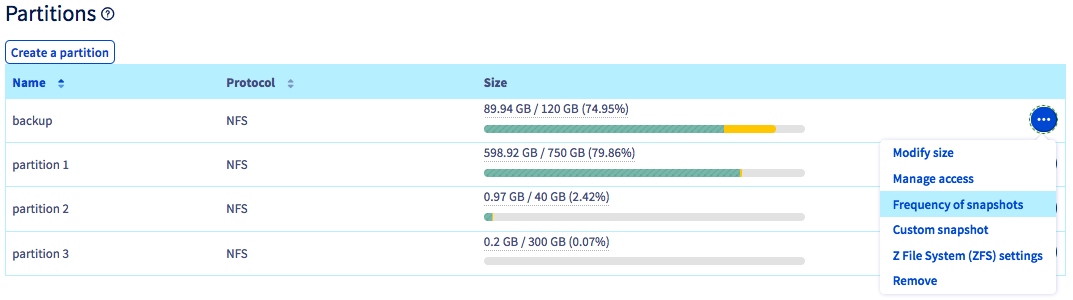 Partitions
Create a partition
Name Protocol Size
backup NFS 89.94 GB / 120 GB (74.95%)
partition 1 NFS 598.92 GB / 750 GB (79.86%)
partition 2 NFS 0.97 GB / 40 GB (2.42%)
partition 3 NFS 0.2 GB / 300 GB (0.07%)
Modify size
Manage access
Frequency of snapshots
Custom snapshot
Z File System (ZFS) settings
Remove